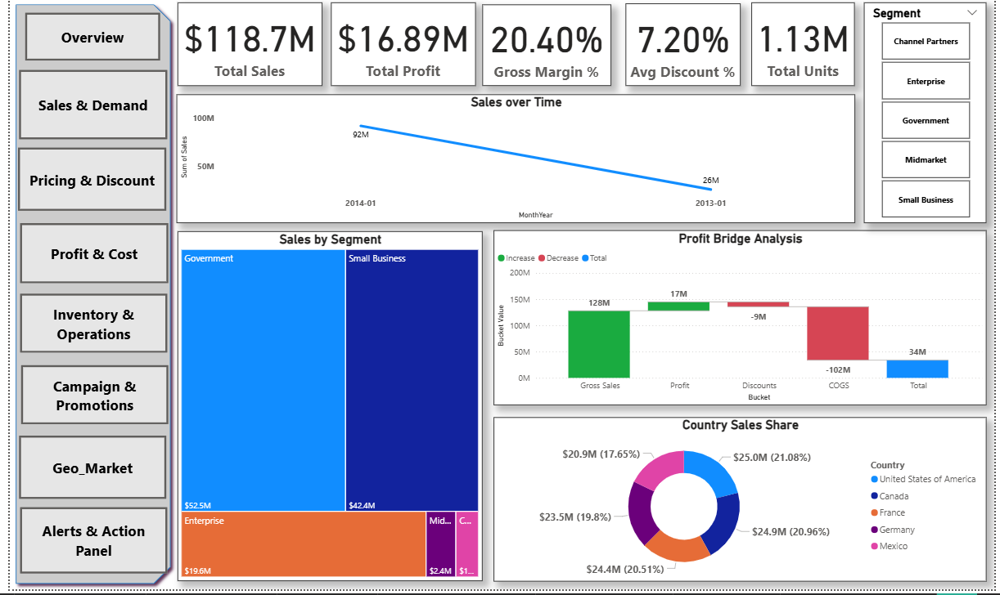 Overview
Sales & Demand
Pricing & Discount
Profit & Cost
Inventory &
Operations
Campaign &
Promotions
Geo_Market
Alerts & Action
Panel
$118.7M
Total Sales
$16.89M
Total Profit
20.40%
Gross Margin %
7.20%
Avg Discount %
1.13M
Total Units
Segment
Channel Partners
Enterprise
Government
Midmarket
Small Business
Sales over Time
100M
50M
Sum of Sales
92M
26M
2014-01
2013-01
MonthYear
Sales by Segment
Government
$52.5M
Small Business
$42.4M
Enterprise
$19.6M
Mid...
$2.4M
C...
$1...
Profit Bridge Analysis
Increase
Decrease
Total
200M
150M
100M
50M
0M
Bucket Value
128M
17M
-9M
-102M
34M
Gross Sales
Profit
Discounts
COGS
Total
Bucket
Country Sales Share
$20.9M (17.65%)
$25.0M (21.08%)
$23.5M (19.8%)
$24.9M (20.96%)
$24.4M (20.51%)
Country
United States of America
Canada
France
Germany
Mexico